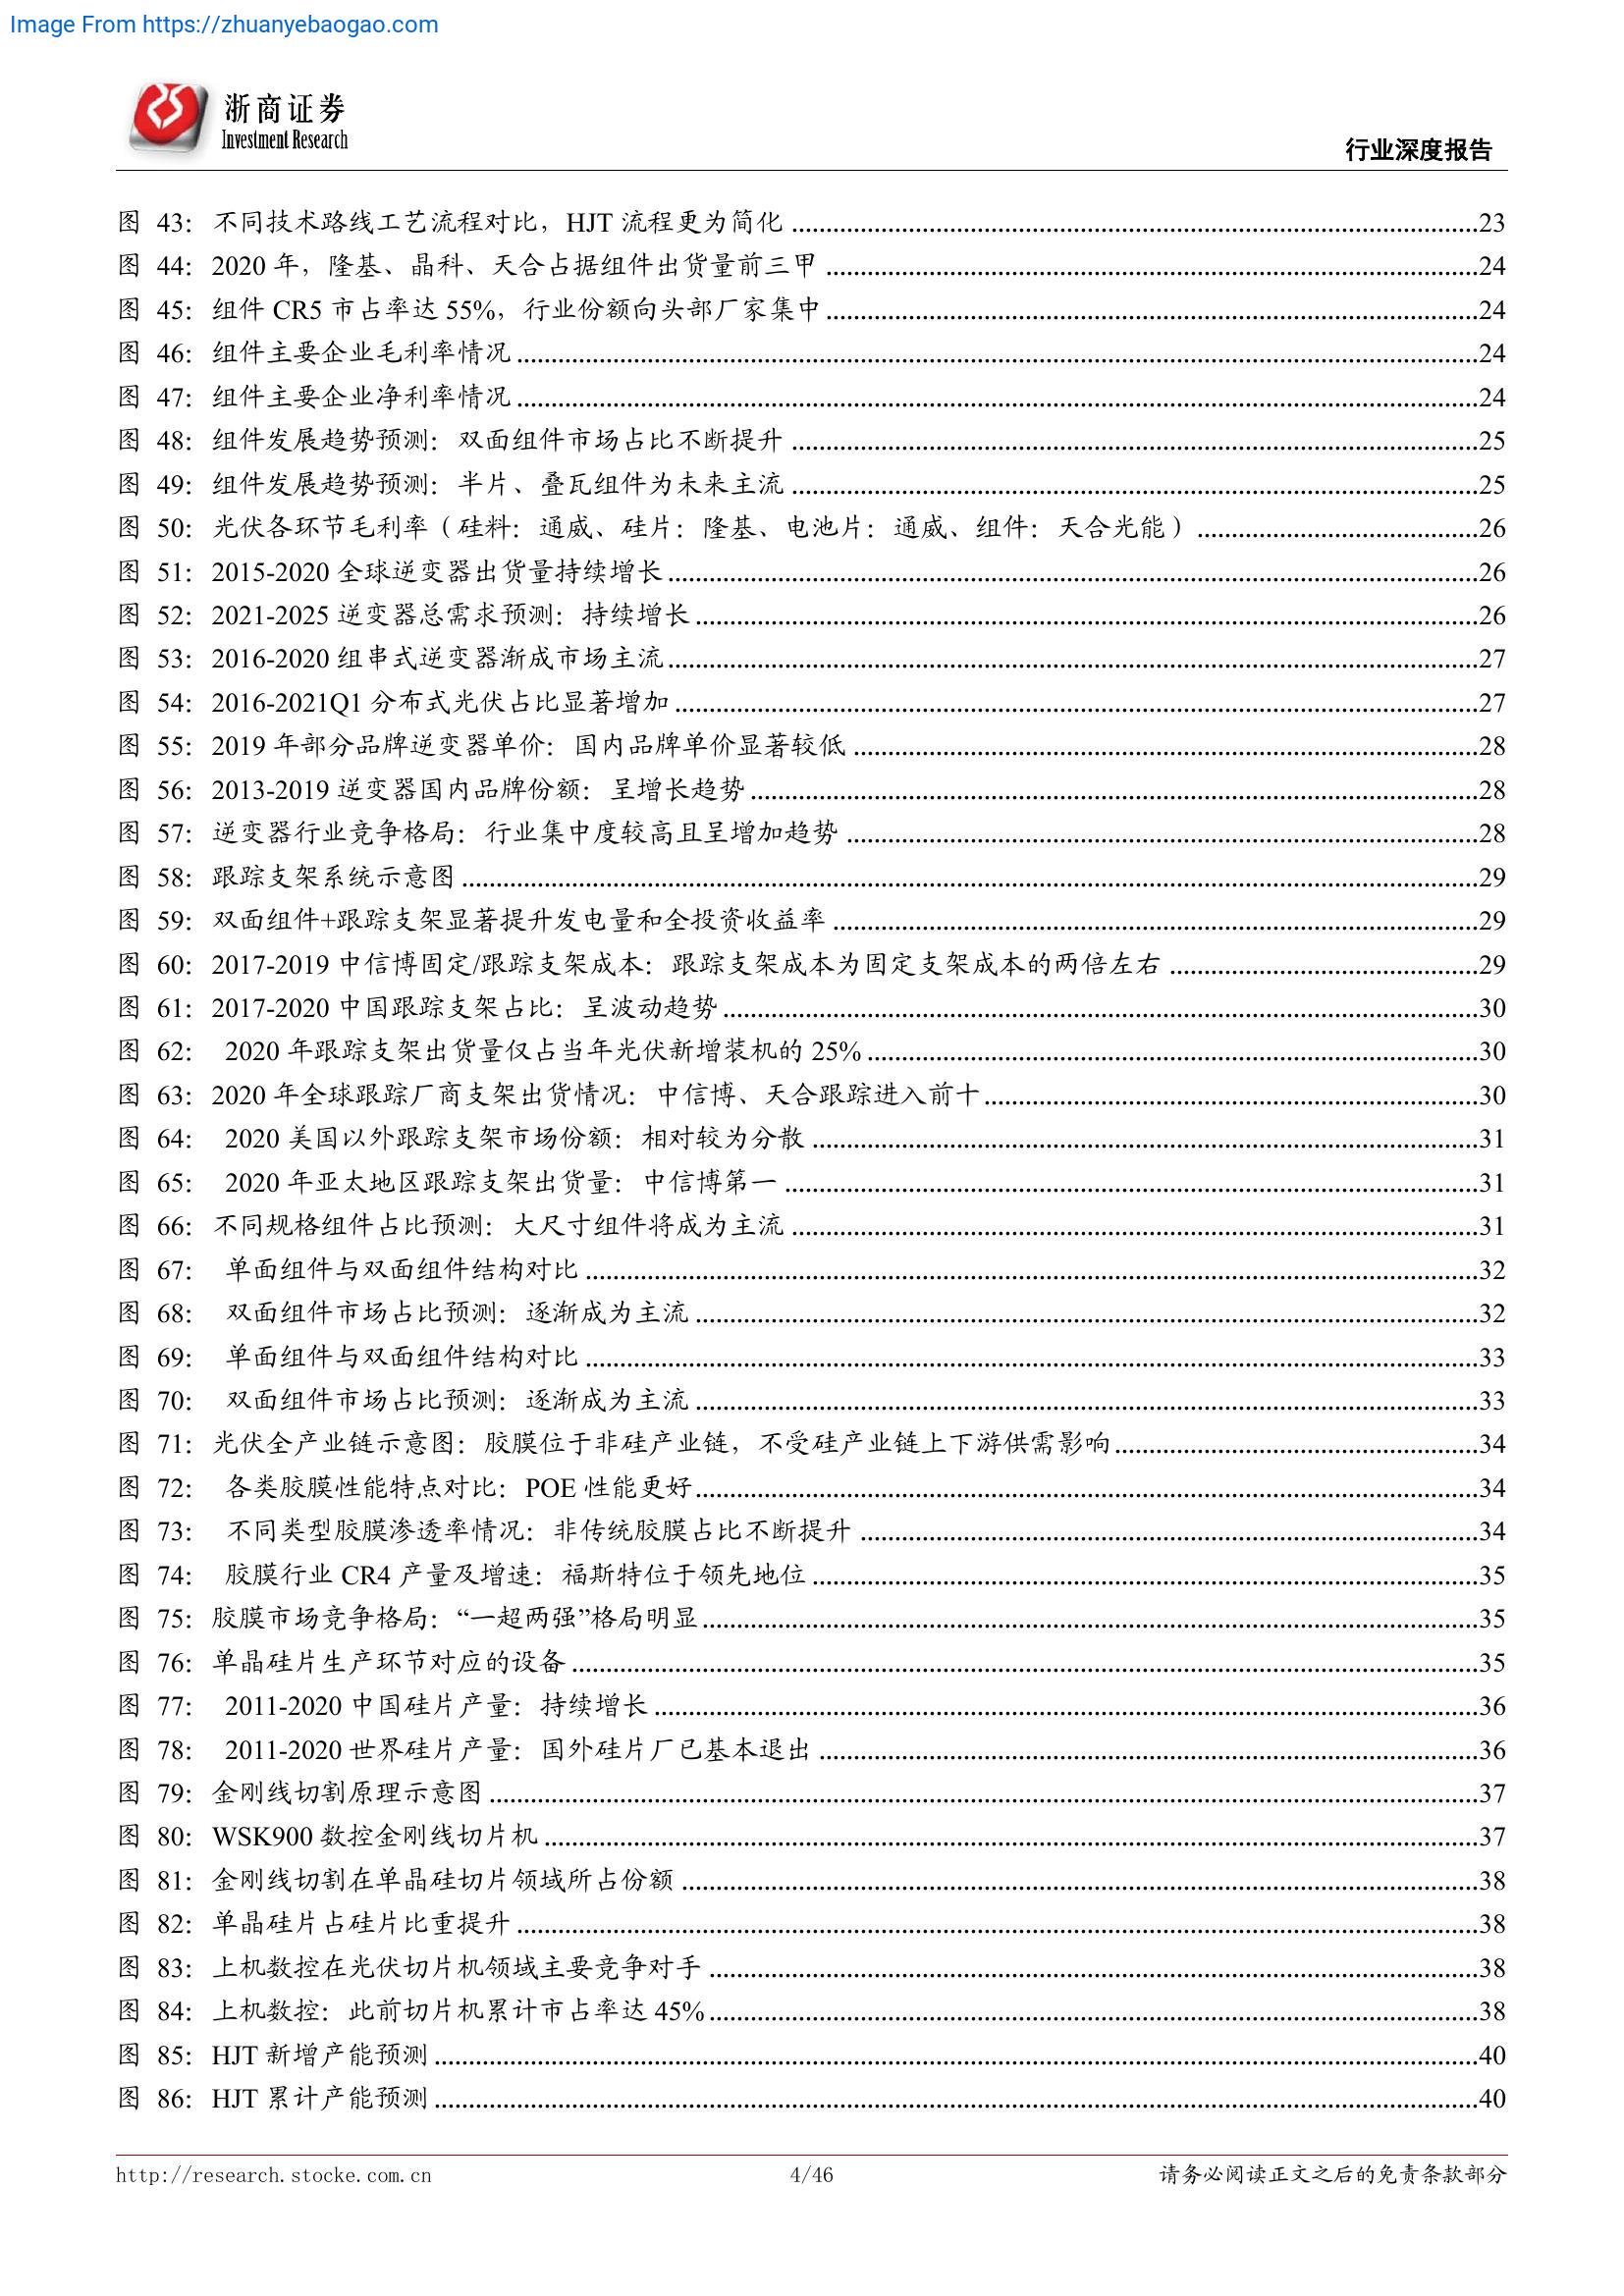 Image From https://zhuanyebaogao.com
浙商证券
Investment Research
行业深度报告
图 43：不同技术路线工艺流程对比，HJT 流程更为简化 ..........23
图 44：2020 年，隆基、晶科、天合占据组件出货量前三甲 ..........24
图 45：组件 CR5 市占率达 55%，行业份额向头部厂家集中 ..........24
图 46：组件主要企业毛利率情况 ..........24
图 47：组件主要企业净利率情况 ..........24
图 48：组件发展趋势预测：双面组件市场占比不断提升 ..........25
图 49：组件发展趋势预测：半片、叠瓦组件为未来主流 ..........25
图 50：光伏各环节毛利率（硅料：通威、硅片：隆基、电池片：通威、组件：天合光能） ..........26
图 51：2015-2020 全球逆变器出货量持续增长 ..........26
图 52：2021-2025 逆变器总需求预测：持续增长 ..........26
图 53：2016-2020 组串式逆变器渐成市场主流 ..........27
图 54：2016-2021Q1 分布式光伏占比显著增加 ..........27
图 55：2019 年部分品牌逆变器单价：国内品牌单价显著较低 ..........28
图 56：2013-2019 逆变器国内品牌份额：呈增长趋势 ..........28
图 57：逆变器行业竞争格局：行业集中度较高且呈增加趋势 ..........28
图 58：跟踪支架系统示意图 ..........29
图 59：双面组件+跟踪支架显著提升发电量和全投资收益率 ..........29
图 60：2017-2019 中信博固定/跟踪支架成本：跟踪支架成本为固定支架成本的两倍左右 ..........29
图 61：2017-2020 中国跟踪支架占比：呈波动趋势 ..........30
图 62： 2020 年跟踪支架出货量仅占当年光伏新增装机的 25% ..........30
图 63：2020 年全球跟踪厂商支架出货情况：中信博、天合跟踪进入前十 ..........30
图 64： 2020 美国以外跟踪支架市场份额：相对较为分散 ..........31
图 65： 2020 年亚太地区跟踪支架出货量：中信博第一 ..........31
图 66：不同规格组件占比预测：大尺寸组件将成为主流 ..........31
图 67： 单面组件与双面组件结构对比 ..........32
图 68： 双面组件市场占比预测：逐渐成为主流 ..........32
图 69： 单面组件与双面组件结构对比 ..........33
图 70： 双面组件市场占比预测：逐渐成为主流 ..........33
图 71：光伏全产业链示意图：胶膜位于非硅产业链，不受硅产业链上下游供需影响 ..........34
图 72： 各类胶膜性能特点对比：POE 性能更好 ..........34
图 73： 不同类型胶膜渗透率情况：非传统胶膜占比不断提升 ..........34
图 74： 胶膜行业 CR4 产量及增速：福斯特位于领先地位 ..........35
图 75：胶膜市场竞争格局：“一超两强”格局明显 ..........35
图 76：单晶硅片生产环节对应的设备 ..........35
图 77： 2011-2020 中国硅片产量：持续增长 ..........36
图 78： 2011-2020 世界硅片产量：国外硅片厂已基本退出 ..........36
图 79：金刚线切割原理示意图 ..........37
图 80：WSK900 数控金刚线切片机 ..........37
图 81：金刚线切割在单晶硅切片领域所占份额 ..........38
图 82：单晶硅片占硅片比重提升 ..........38
图 83：上机数控在光伏切片机领域主要竞争对手 ..........38
图 84：上机数控：此前切片机累计市占率达 45% ..........38
图 85：HJT 新增产能预测 ..........40
图 86：HJT 累计产能预测 ..........40
http://research.stocke.com.cn
4/46
请务必阅读正文之后的免责条款部分